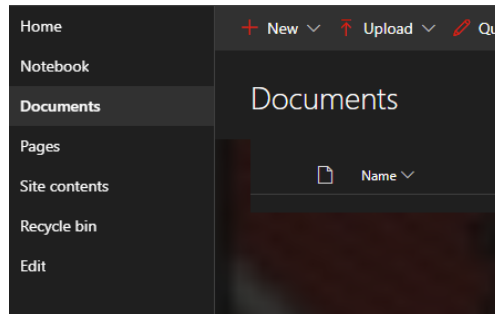 Home
Notebook
Documents
Pages
Site contents
Recycle bin
Edit
New
Upload
Documents
Name